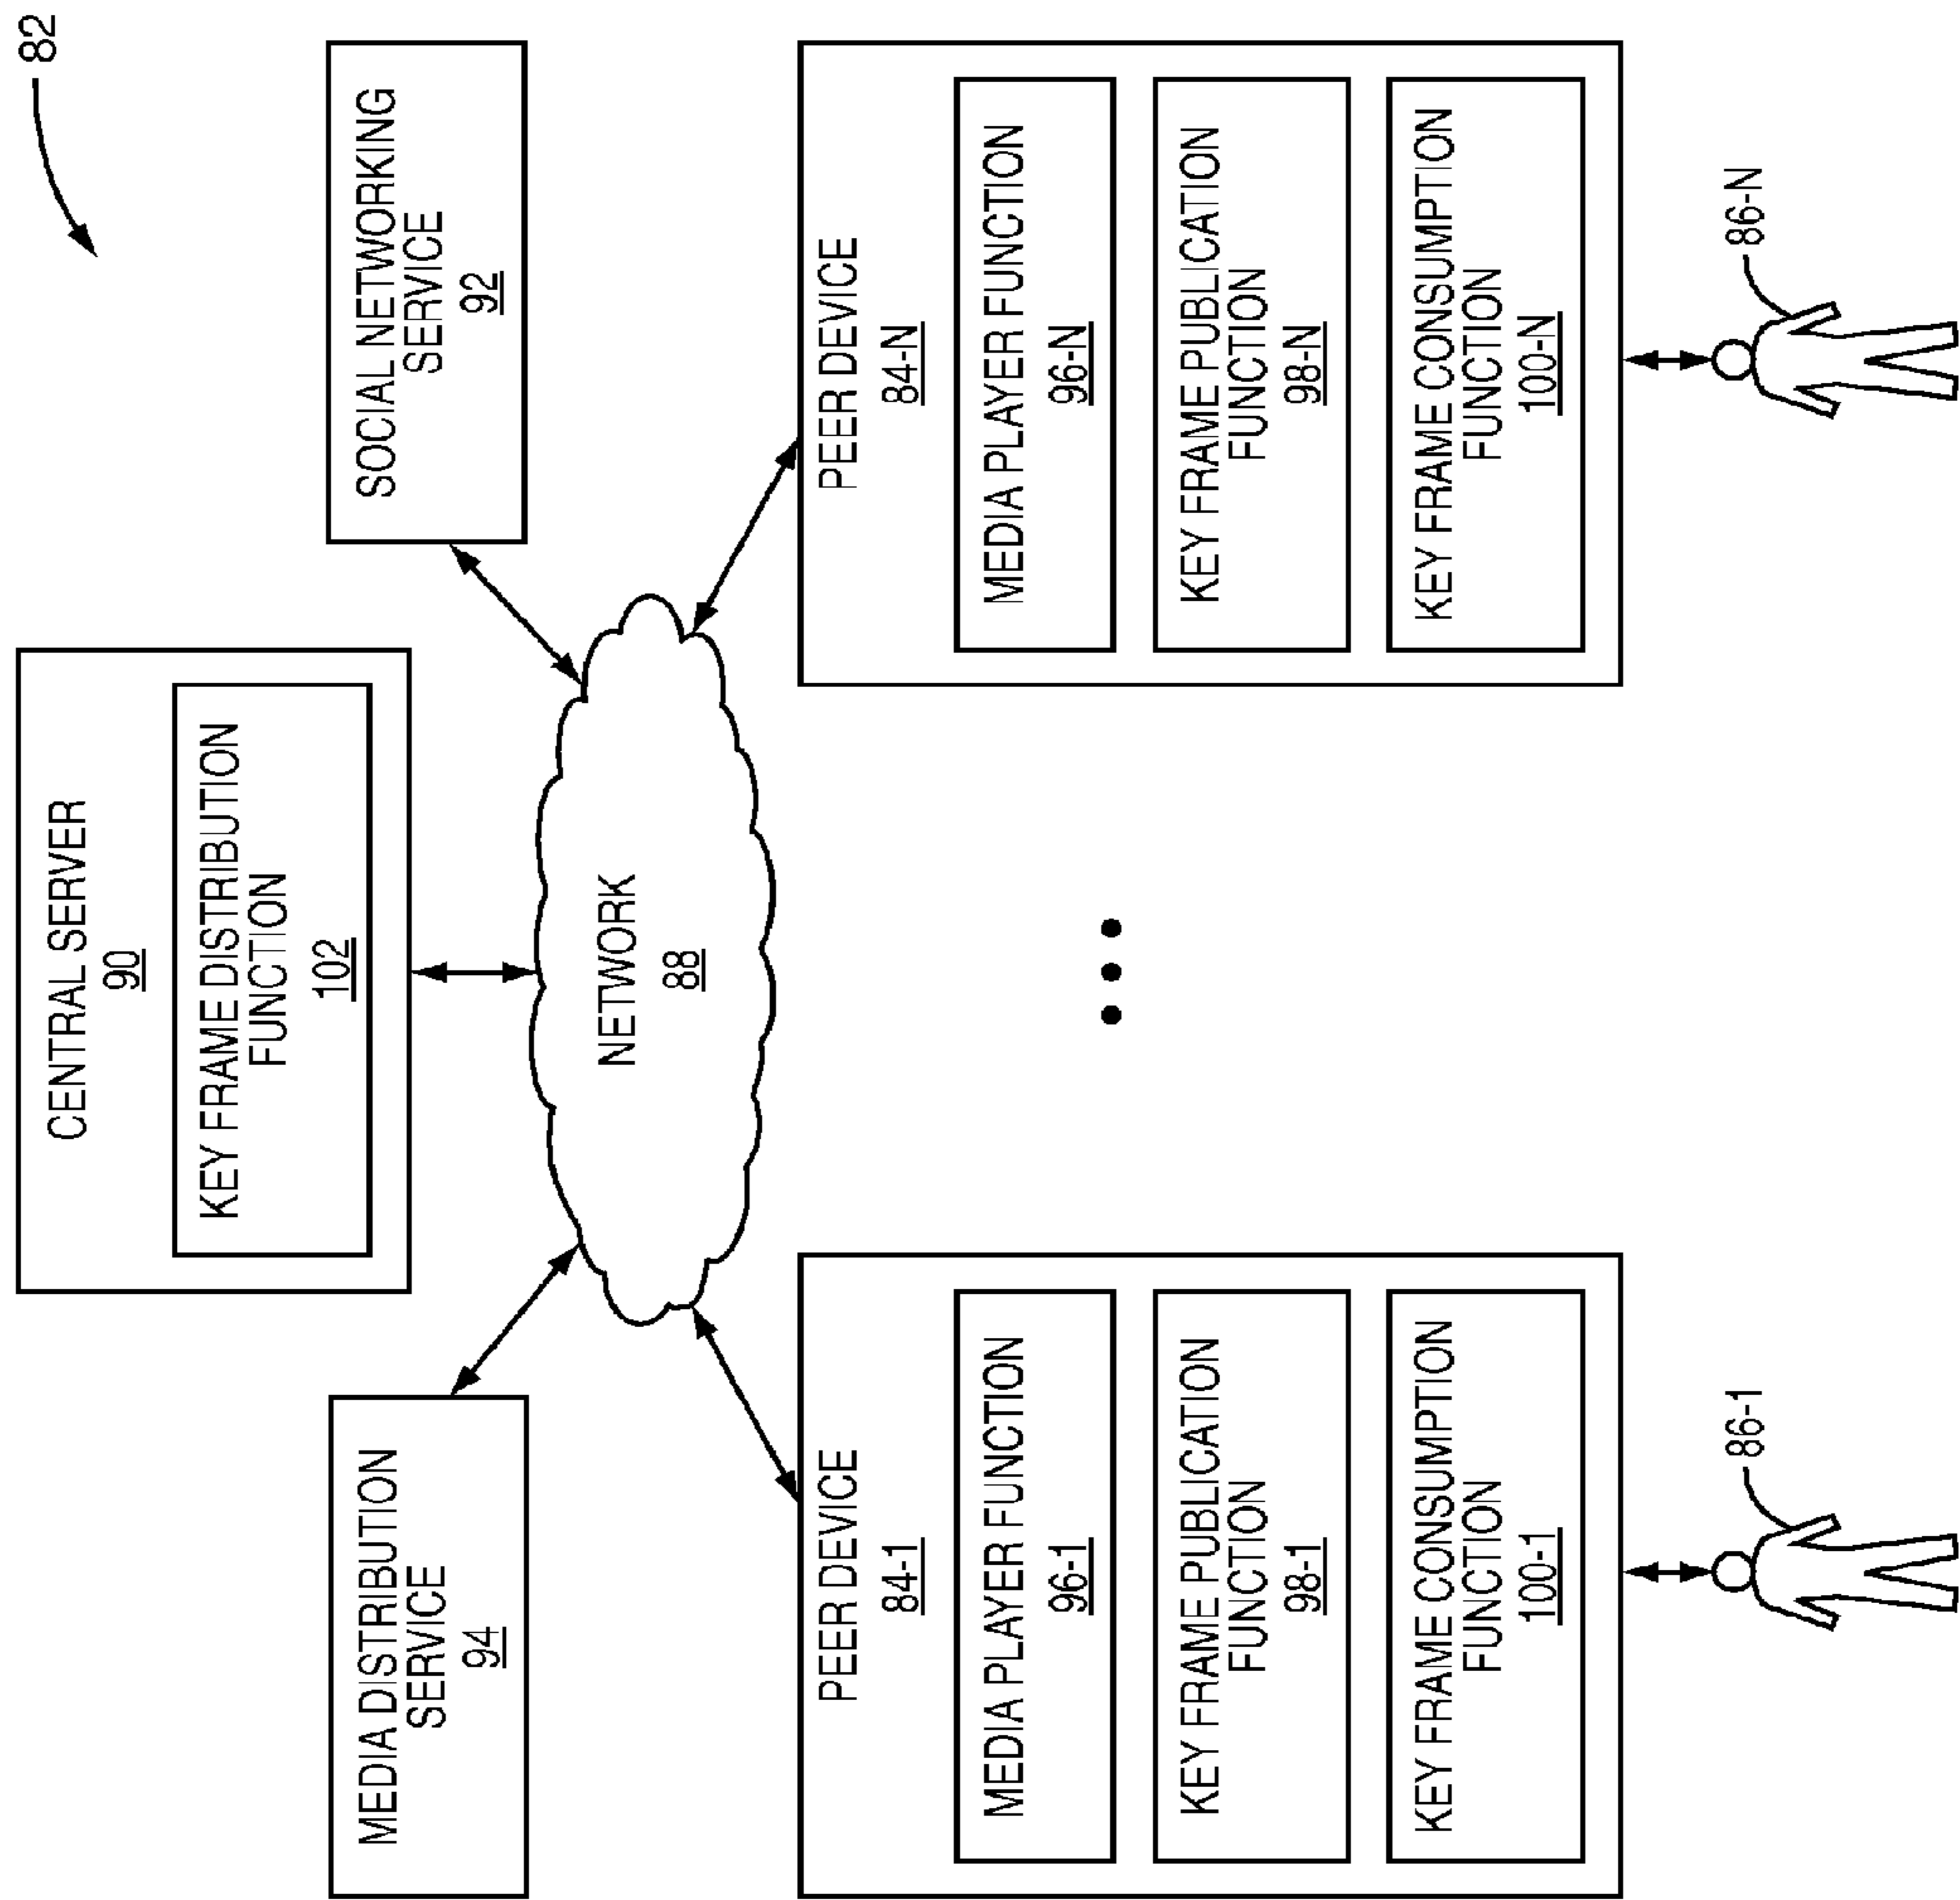 82
CENTRAL SERVER
90
KEY FRAME DISTRIBUTION
FUNCTION
102
MEDIA DISTRIBUTION
SERVICE
94
SOCIAL NETWORKING
SERVICE
92
NETWORK
88
PEER DEVICE
84-1
MEDIA PLAYER FUNCTION
96-1
KEY FRAME PUBLICATION
FUNCTION
98-1
KEY FRAME CONSUMPTION
FUNCTION
100-1
86-1
PEER DEVICE
84-N
MEDIA PLAYER FUNCTION
96-N
KEY FRAME PUBLICATION
FUNCTION
98-N
KEY FRAME CONSUMPTION
FUNCTION
100-N
86-N